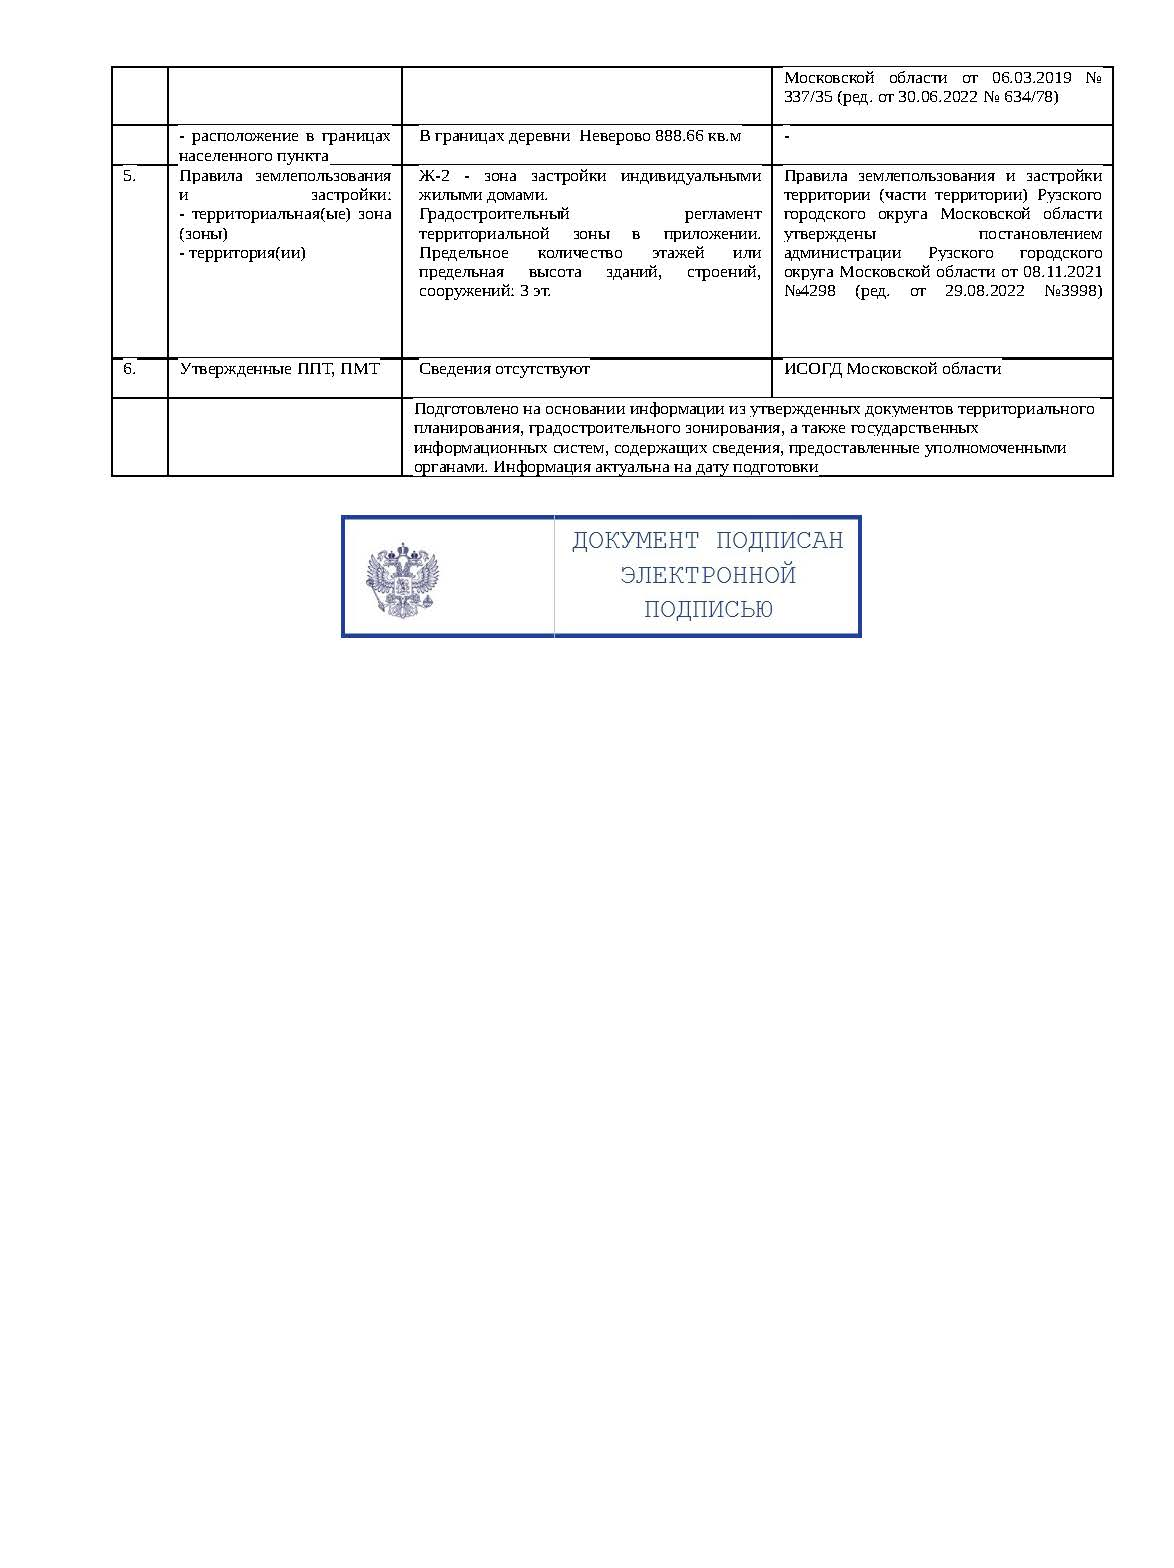 Московской области от 06.03.2019 №
337/35 (ред. от 30.06.2022 № 634/78)
- расположение в границах
населенного пункта
В границах деревни Неверово 888.66 кв.м
-
5.
Правила землепользования
и застройки:
- территориальная(ые) зона
(зоны)
- территория(ии)
Ж-2 - зона застройки индивидуальными
жилыми домами.
Градостроительный регламент
территориальной зоны в приложении.
Предельное количество этажей или
предельная высота зданий, строений,
сооружений: 3 эт.
Правила землепользования и застройки
территории (части территории) Рузского
городского округа Московской области
утверждены постановлением
администрации Рузского городского
округа Московской области от 08.11.2021
№4298 (ред. от 29.08.2022 №3998)
6.
Утвержденные ППТ, ПМТ
Сведения отсутствуют
ИСОГД Московской области
Подготовлено на основании информации из утвержденных документов территориального
планирования, градостроительного зонирования, а также государственных
информационных систем, содержащих сведения, предоставленные уполномоченными
органами. Информация актуальна на дату подготовки
ДОКУМЕНТ ПОДПИСАН
ЭЛЕКТРОННОЙ
ПОДПИСЬЮ